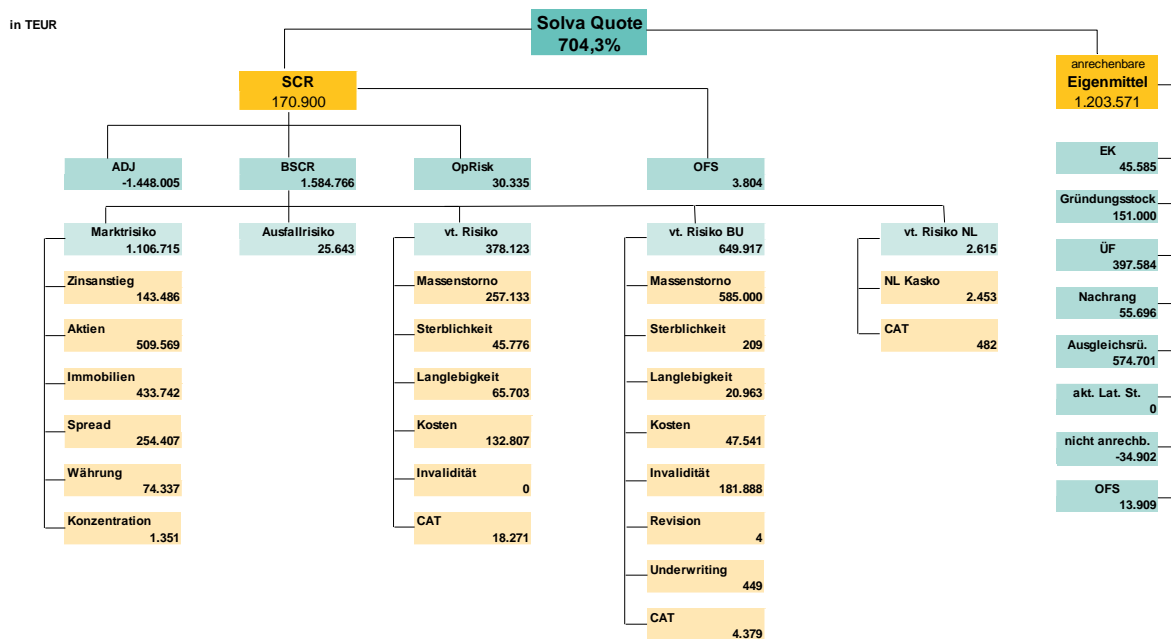 in TEUR
Solva Quote
704,3%
SCR
170.900
anrechenbare
Eigenmittel
1.203.571
ADJ
-1.448.005
BSCR
1.584.766
OpRisk
30.335
OFS
3.804
Marktrisiko
1.106.715
Ausfallrisiko
25.643
vt. Risiko
378.123
vt. Risiko BU
649.917
vt. Risiko NL
2.615
Zinsanstieg
143.486
Aktien
509.569
Immobilien
433.742
Spread
254.407
Währung
74.337
Konzentration
1.351
Massenstorno
257.133
Sterblichkeit
45.776
Langlebigkeit
65.703
Kosten
132.807
Invalidität
0
CAT
18.271
Massenstorno
585.000
Sterblichkeit
209
Langlebigkeit
20.963
Kosten
47.541
Invalidität
181.888
Revision
4
Underwriting
449
CAT
4.379
NL Kasko
2.453
CAT
482
EK
45.585
Gründungsstock
151.000
ÜF
397.584
Nachrang
55.696
Ausgleichsrü.
574.701
akt. Lat. St.
0
nicht anrechb.
-34.902
OFS
13.909